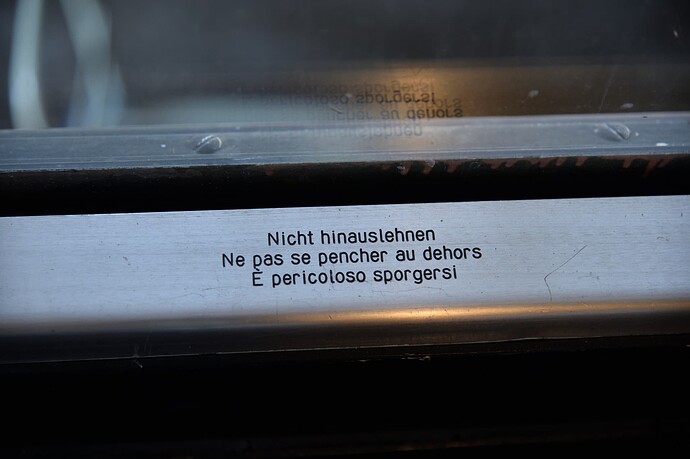 Nicht hinauslehnen
Ne pas se pencher au dehors
È pericoloso sporgersi